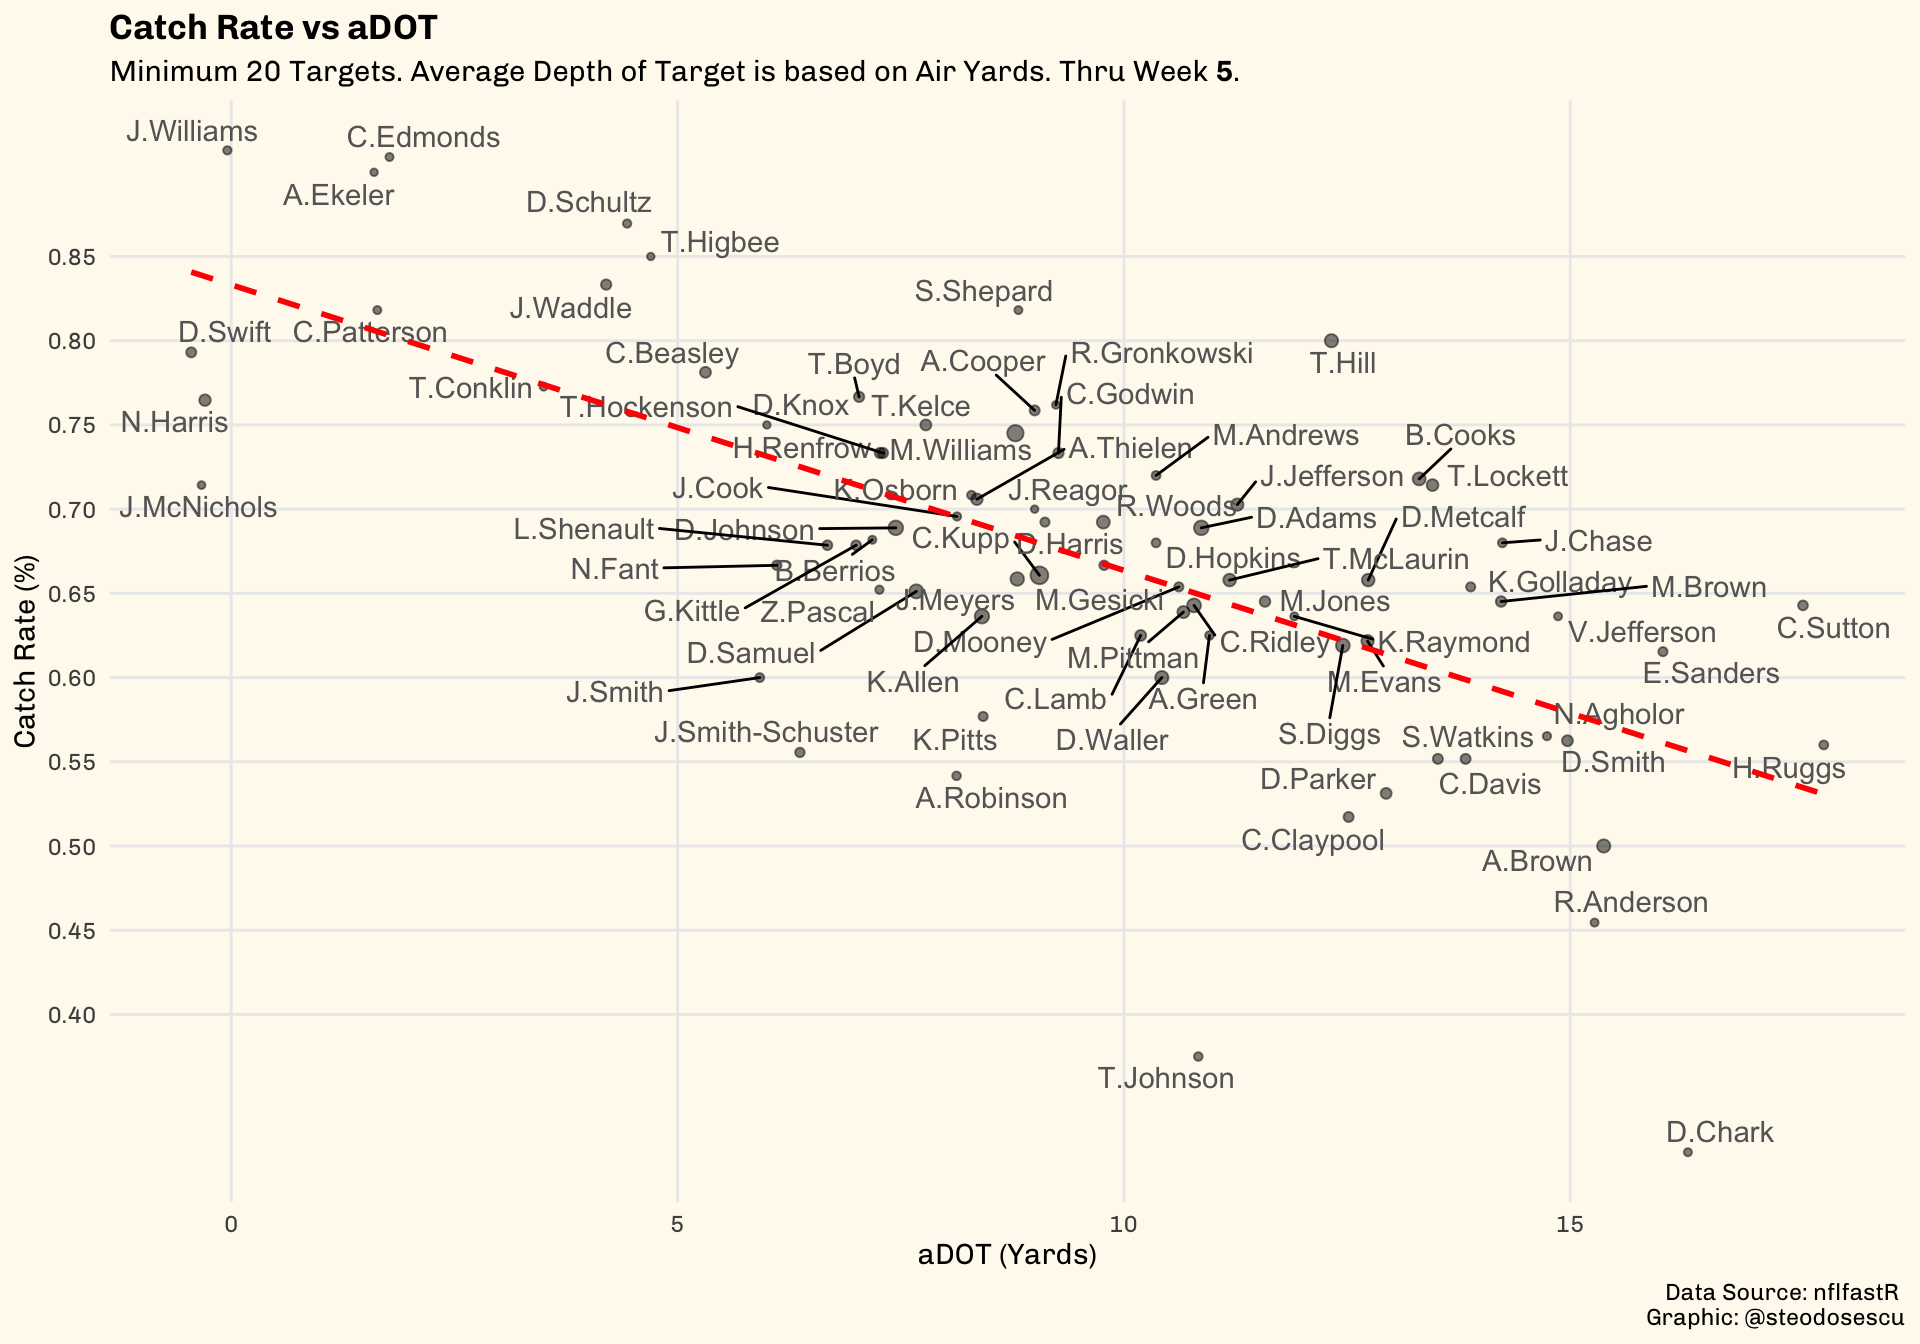 Catch Rate vs aDOT
Minimum 20 Targets. Average Depth of Target is based on Air Yards. Thru Week 5.
J.Williams
C.Edmonds
A.Ekeler
D.Schultz
T.Higbee
0.85
S.Shepard
J.Waddle
D.Swift
C.Patterson
0.80
C.Beasley
T.Boyd
A.Cooper
R.Gronkowski
T.Hill
T.Conklin
C.Godwin
T.Hockenson
D.Knox
T.Kelce
N.Harris
0.75
M.Andrews
B.Cooks
H.Renfrow
M.Williams
A.Thielen
J.Jefferson
T.Lockett
J.Cook
K.Osborn
J.Reagor
J.McNichols
0.70
R.Woods
D.Adams
D.Metcalf
L.Shenault
D.Johnson
C.Kupp
D.Harris
J.Chase
D.Hopkins
T.McLaurin
N.Fant
B.Berrios
K.Golladay
M.Brown
0.65
G.Kittle
Z.Pascal
J.Meyers
M.Gesicki
M.Jones
C.Sutton
V.Jefferson
D.Mooney
C.Ridley
K.Raymond
D.Samuel
M.Pittman
E.Sanders
0.60
J.Smith
K.Allen
M.Evans
C.Lamb
A.Green
N.Agholor
J.Smith-Schuster
K.Pitts
D.Waller
S.Diggs
S.Watkins
0.55
D.Smith
H.Ruggs
D.Parker
C.Davis
A.Robinson
C.Claypool
0.50
A.Brown
R.Anderson
0.45
0.40
T.Johnson
D.Chark
Catch Rate (%)
0
5
10
15
aDOT (Yards)
Data Source: nflfastR
Graphic: @steodosescu